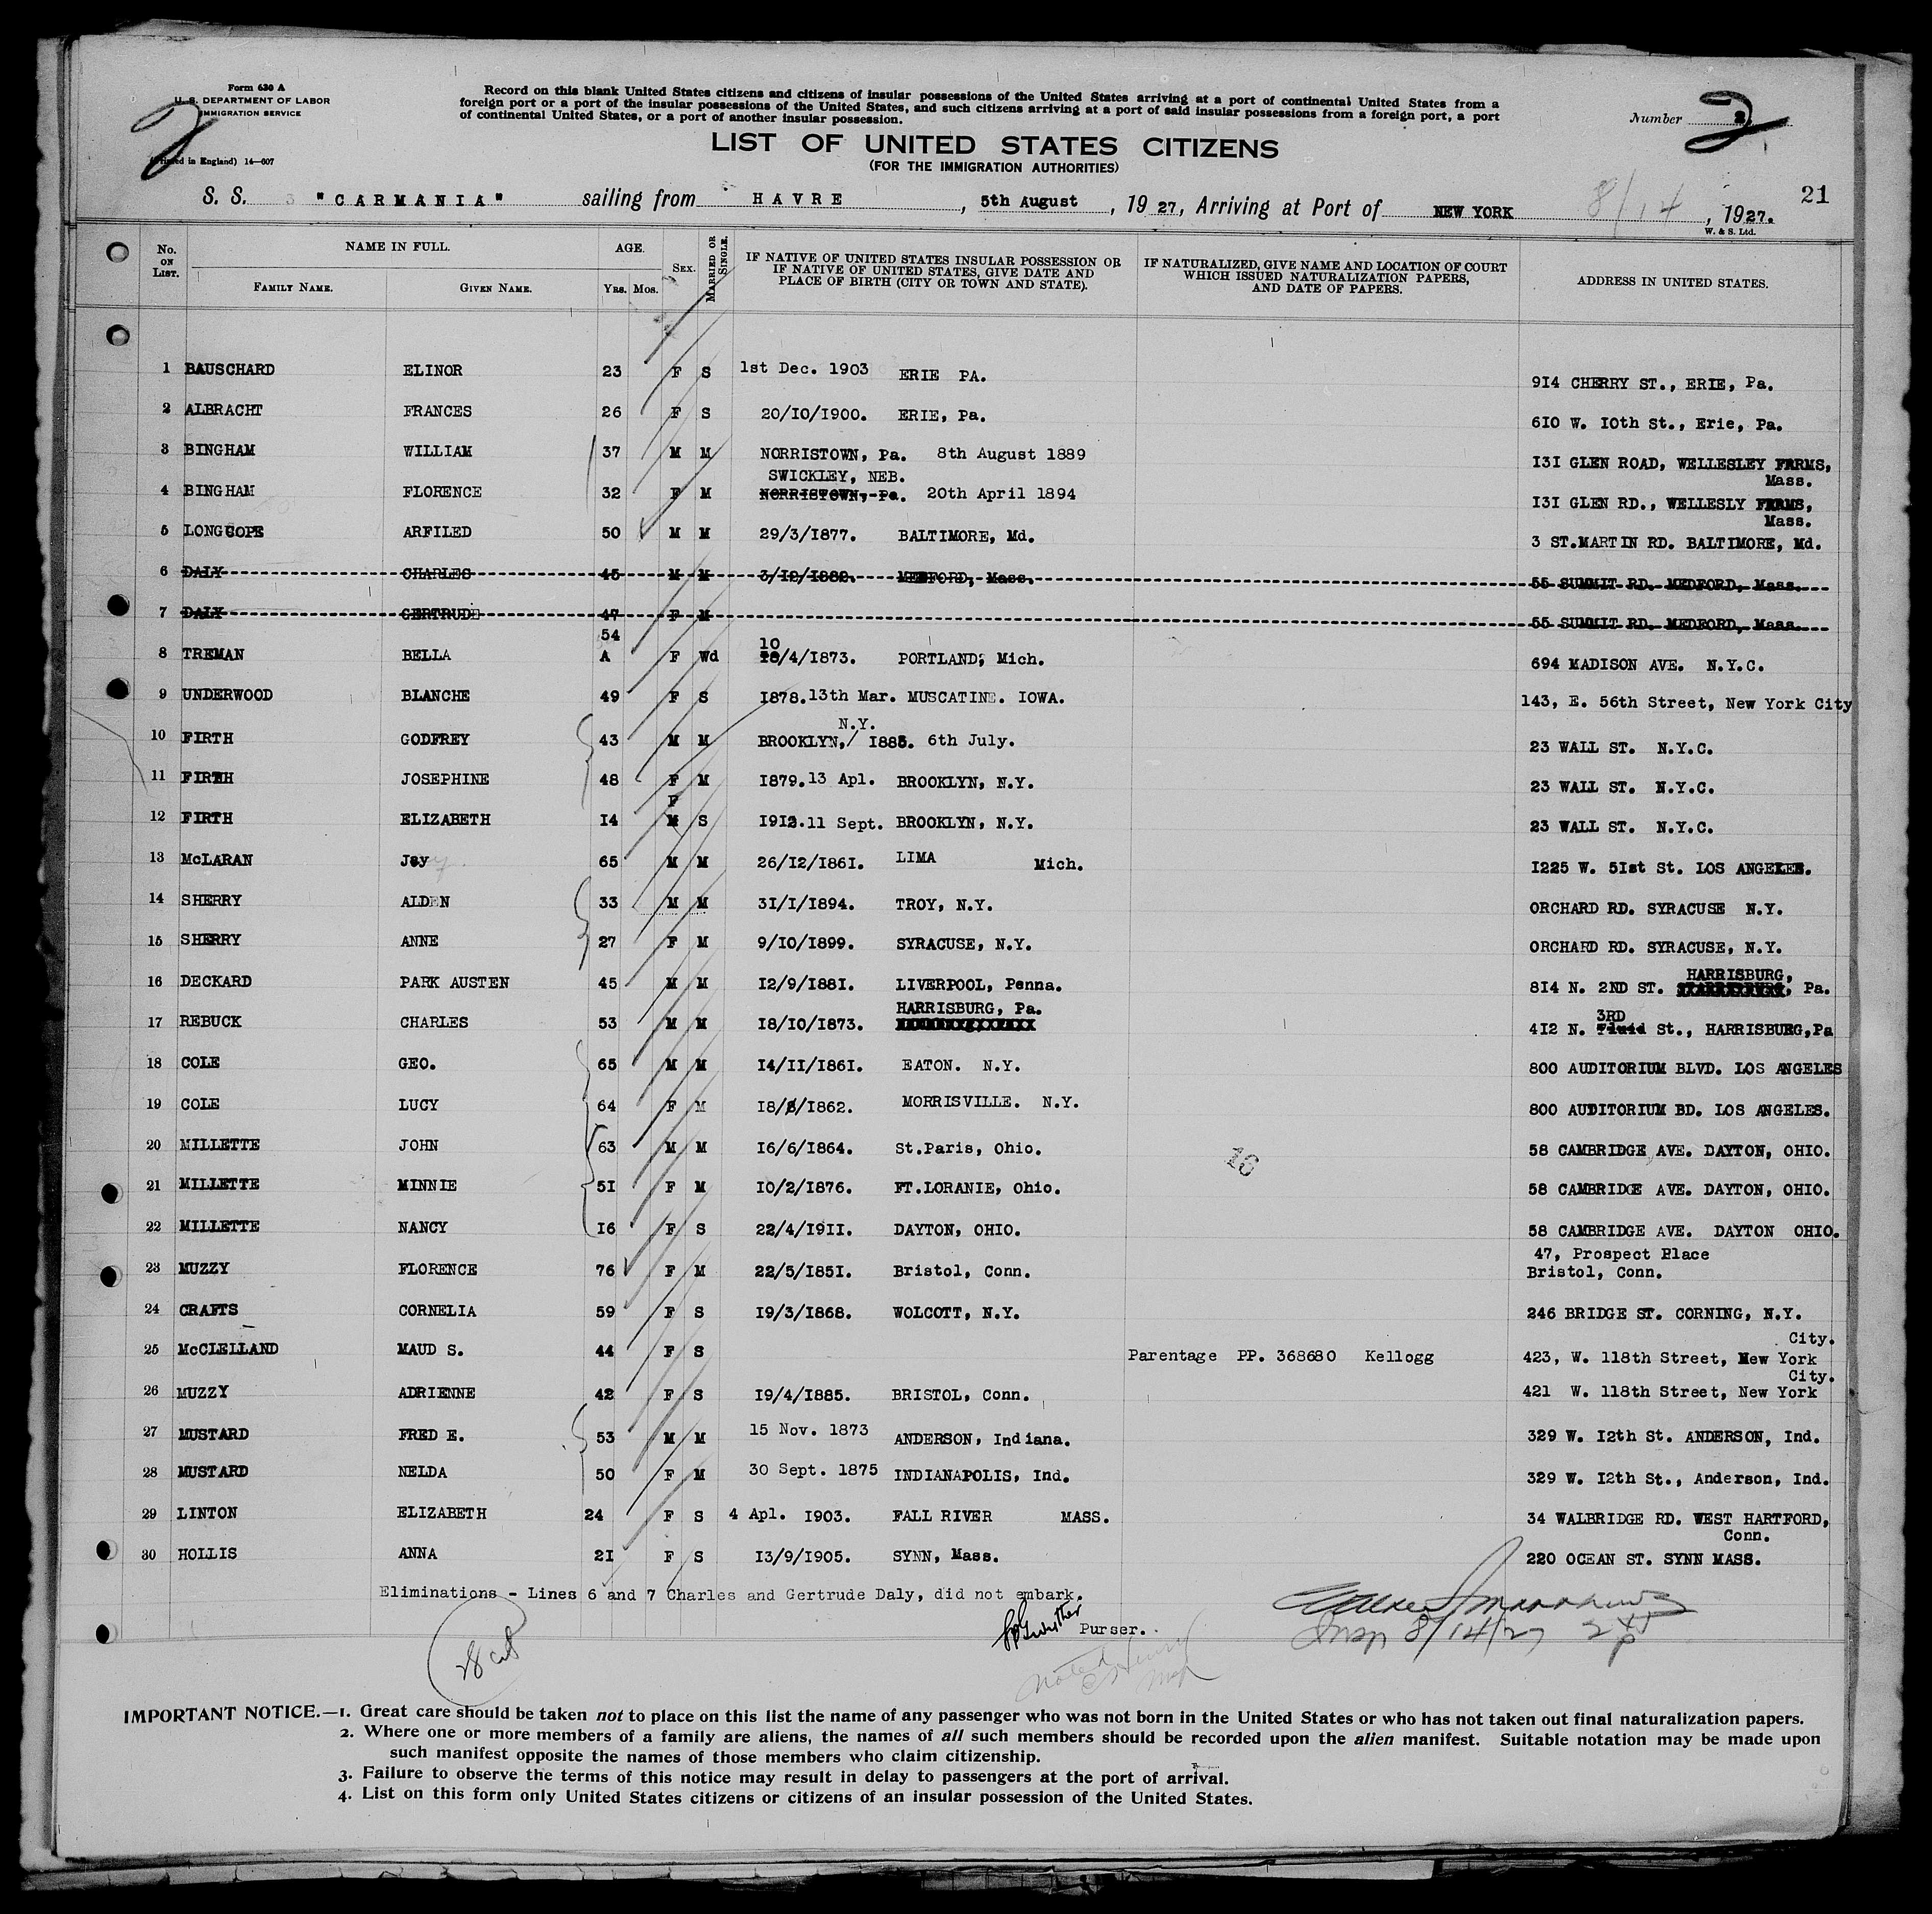 Form 630 A
U. S. DEPARTMENT OF LABOR
IMMIGRATION SERVICE
(Printed in England) 14—607
2
Record on this blank United States citizens and citizens of insular possessions of the United States arriving at a port of continental United States from a
foreign port or a port of the insular possessions of the United States, and such citizens arriving at a port of said insular possessions from a foreign port, a port
of continental United States, or a port of another insular possession.
Number 2
LIST OF UNITED STATES CITIZENS
(FOR THE IMMIGRATION AUTHORITIES)
S. S. "CARMANIA" sailing from HAVRE, 5th August, 1927, Arriving at Port of NEW YORK 8/14, 1927.
21
W. & S. Ltd.
No. ON LIST. NAME IN FULL. FAMILY NAME. GIVEN NAME. AGE. YRS. MOS. SEX. MARRIED OR SINGLE. IF NATIVE OF UNITED STATES INSULAR POSSESSION OR IF NATIVE OF UNITED STATES, GIVE DATE AND PLACE OF BIRTH (CITY OR TOWN AND STATE). IF NATURALIZED, GIVE NAME AND LOCATION OF COURT WHICH ISSUED NATURALIZATION PAPERS, AND DATE OF PAPERS. ADDRESS IN UNITED STATES.
1 BAUSCHARD ELINOR 23 F S 1st Dec. 1903 ERIE PA. 914 CHERRY ST., ERIE, Pa.
2 ALBRACHT FRANCES 26 F S 20/10/1900. ERIE, Pa. 610 W. 10th St., Erie, Pa.
3 BINGHAM WILLIAM 37 M M NORRISTOWN, Pa. 8th August 1889 131 GLEN ROAD, WELLESLEY FRMS, Mass.
SWICKLEY, NEB.
4 BINGHAM FLORENCE 32 F M NORRISTOWN, Pa. 20th April 1894 131 GLEN RD., WELLESLY FRMS, Mass.
5 LONGCOPE ARFILED 50 M M 29/3/1877. BALTIMORE, Md. 3 ST.MARTIN RD. BALTIMORE, Md.
6 DALY CHARLES 45 M M 3/12/1882. MEDFORD, Mass. 55 SUMMIT RD. MEDFORD, Mass.
7 DALY GERTRUDE 47 F M 55 SUMMIT RD. MEDFORD, Mass.
54 10
8 TREMAN BELLA A F Wd 18/4/1873. PORTLAND, Mich. 694 MADISON AVE. N.Y.C.
9 UNDERWOOD BLANCHE 49 F S 1878. 13th Mar. MUSCATINE. IOWA. 143, E. 56th Street, New York City
N.Y.
10 FIRTH GODFREY 43 M M BROOKLYN,/ 1885. 6th July. 23 WALL ST. N.Y.C.
11 FIRTH JOSEPHINE 48 F M 1879. 13 Apl. BROOKLYN, N.Y. 23 WALL ST. N.Y.C.
F
12 FIRTH ELIZABETH 14 M S 1912. 11 Sept. BROOKLYN, N.Y. 23 WALL ST. N.Y.C.
13 McLARAN Jay 65 M M 26/12/1861. LIMA Mich. 1225 W. 51st St. LOS ANGELES.
14 SHERRY ALDEN 33 M M 31/1/1894. TROY, N.Y. ORCHARD RD. SYRACUSE N.Y.
15 SHERRY ANNE 27 F M 9/10/1899. SYRACUSE, N.Y. ORCHARD RD. SYRACUSE, N.Y.
HARRISBURG,
16 DECKARD PARK AUSTEN 45 M M 12/9/1881. LIVERPOOL, Penna. 814 N. 2ND ST. , Pa.
HARRISBURG, Pa. 3RD
17 REBUCK CHARLES 53 M M 18/10/1873. 412 N. St., HARRISBURG,Pa
18 COLE GEO. 65 M M 14/11/1861. EATON. N.Y. 800 AUDITORIUM BLVD. LOS ANGELES
19 COLE LUCY 64 F M 18/8/1862. MORRISVILLE. N.Y. 800 AUDITORIUM BD. LOS ANGELES.
20 MILLETTE JOHN 63 M M 16/6/1864. St.Paris, Ohio. 58 CAMBRIDGE AVE. DAYTON, OHIO.
16
21 MILLETTE MINNIE 51 F M 10/2/1876. FT.LORANIE, Ohio. 58 CAMBRIDGE AVE. DAYTON, OHIO.
22 MILLETTE NANCY 16 F S 22/4/1911. DAYTON, OHIO. 58 CAMBRIDGE AVE. DAYTON OHIO.
23 MUZZY FLORENCE 76 F M 22/5/1851. Bristol, Conn. 47, Prospect Place Bristol, Conn.
24 CRAFTS CORNELIA 59 F S 19/3/1868. WOLCOTT, N.Y. 246 BRIDGE ST. CORNING, N.Y.
25 McCLELLAND MAUD S. 44 F S Parentage PP. 368680 Kellogg 423, W. 118th Street, New York City.
26 MUZZY ADRIENNE 42 F S 19/4/1885. BRISTOL, Conn. 421 W. 118th Street, New York City.
27 MUSTARD FRED E. 53 M M 15 Nov. 1873 ANDERSON, Indiana. 329 W. 12th St. ANDERSON, Ind.
28 MUSTARD NELDA 50 F M 30 Sept. 1875 INDIANAPOLIS, Ind. 329 W. 12th St., Anderson, Ind.
29 LINTON ELIZABETH 24 F S 4 Apl. 1903. FALL RIVER MASS. 34 WALBRIDGE RD. WEST HARTFORD, Conn.
30 HOLLIS ANNA 21 F S 13/9/1905. SYNN, Mass. 220 OCEAN ST. SYNN MASS.
Eliminations - Lines 6 and 7 Charles and Gertrude Daly, did not embark.
Purser.
Insp 8/14/27
28
Noted
IMPORTANT NOTICE.—1. Great care should be taken not to place on this list the name of any passenger who was not born in the United States or who has not taken out final naturalization papers.
2. Where one or more members of a family are aliens, the names of all such members should be recorded upon the alien manifest. Suitable notation may be made upon
such manifest opposite the names of those members who claim citizenship.
3. Failure to observe the terms of this notice may result in delay to passengers at the port of arrival.
4. List on this form only United States citizens or citizens of an insular possession of the United States.